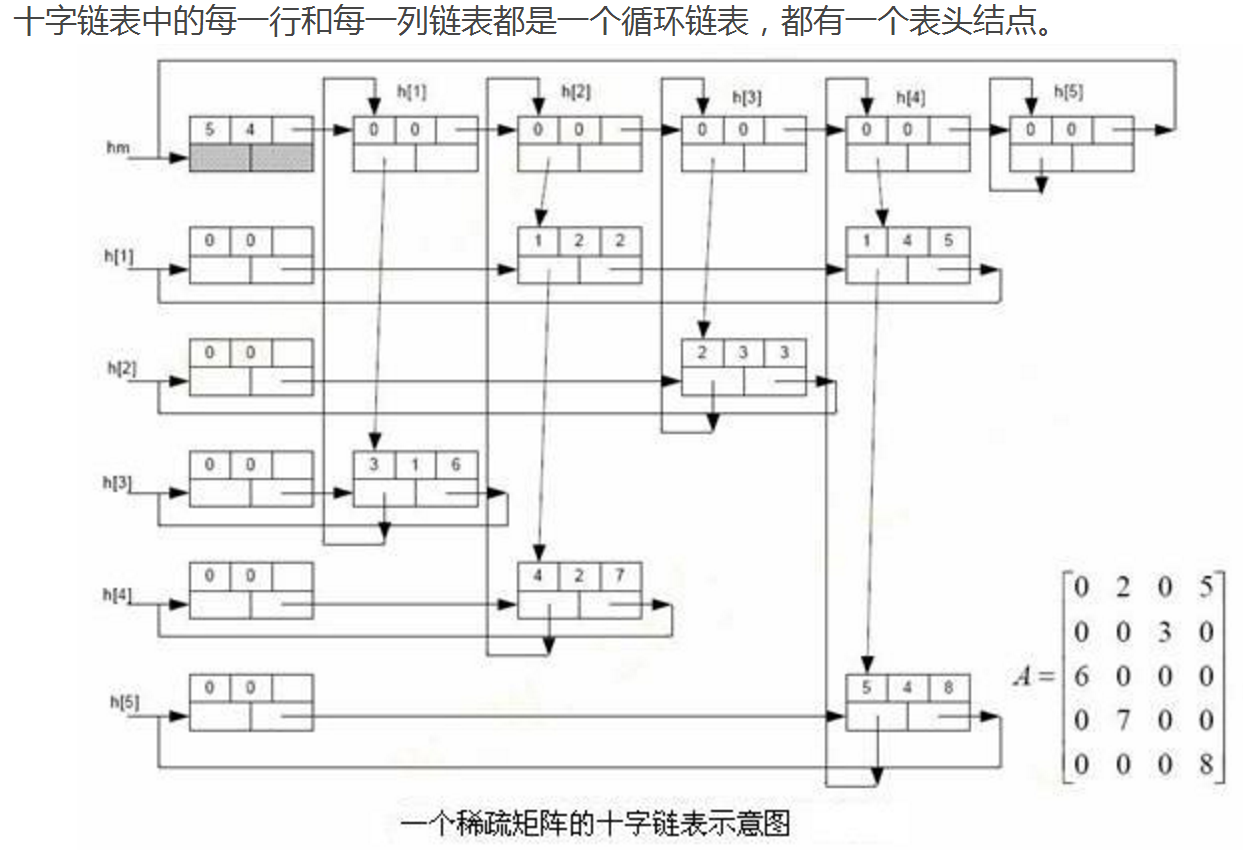 十字链表中的每一行和每一列链表都是一个循环链表，都有一个表头结点。
h[1] h[2] h[3] h[4] h[5]
hm 5 4 0 0 0 0 0 0 0 0 0 0
h[1] 0 0 1 2 2 1 4 5
h[2] 0 0 2 3 3
h[3] 0 0 3 1 6
h[4] 0 0 4 2 7
h[5] 0 0 5 4 8
0 2 0 5
0 0 3 0
A = 6 0 0 0
0 7 0 0
0 0 0 8
一个稀疏矩阵的十字链表示意图